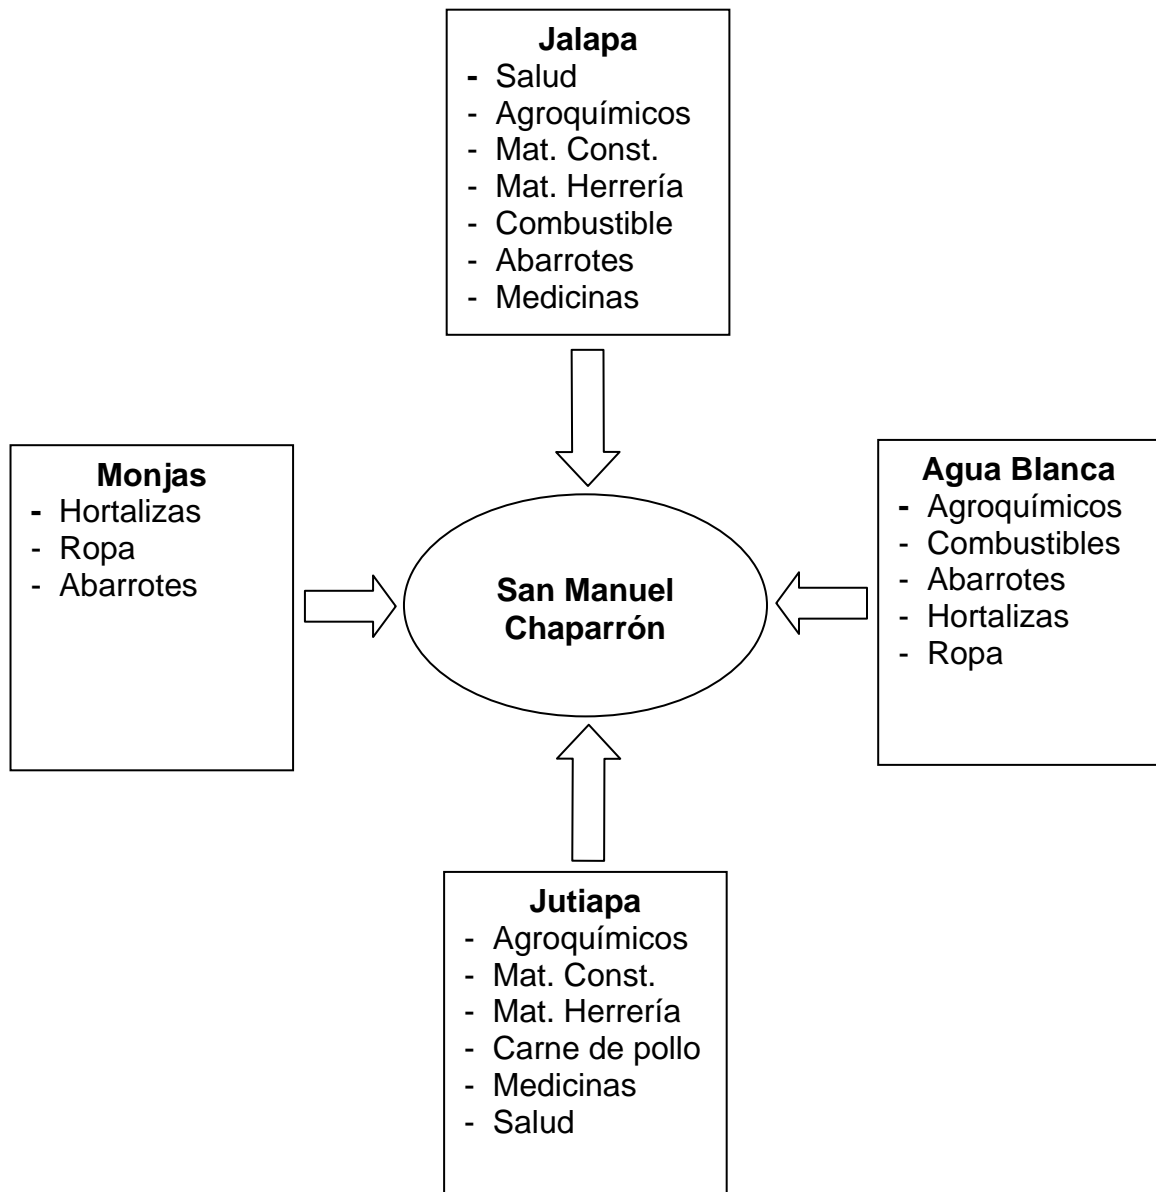 Jalapa
- Salud
- Agroquímicos
- Mat. Const.
- Mat. Herrería
- Combustible
- Abarrotes
- Medicinas
Monjas
- Hortalizas
- Ropa
- Abarrotes
San Manuel
Chaparrón
Agua Blanca
- Agroquímicos
- Combustibles
- Abarrotes
- Hortalizas
- Ropa
Jutiapa
- Agroquímicos
- Mat. Const.
- Mat. Herrería
- Carne de pollo
- Medicinas
- Salud